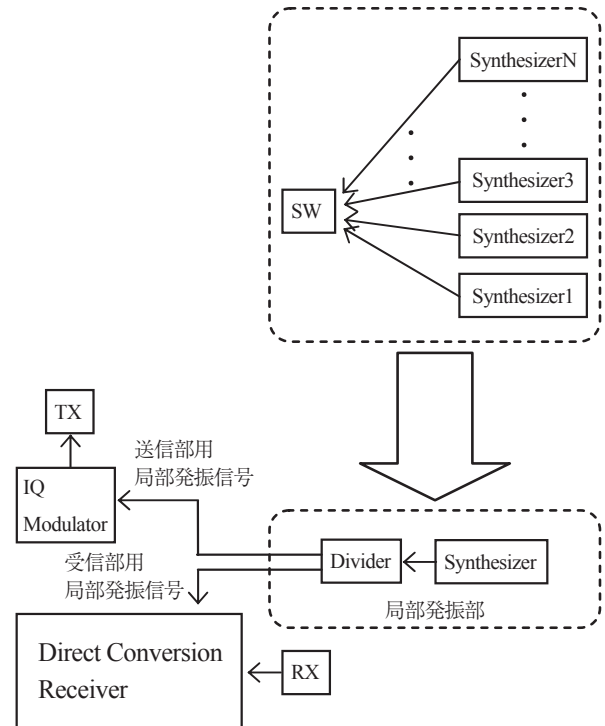 SynthesizerN
Synthesizer3
SW
Synthesizer2
Synthesizer1
TX
送信部用
局部発振信号
IQ
Modulator
Divider
Synthesizer
受信部用
局部発振信号
局部発振部
Direct Conversion
Receiver
RX